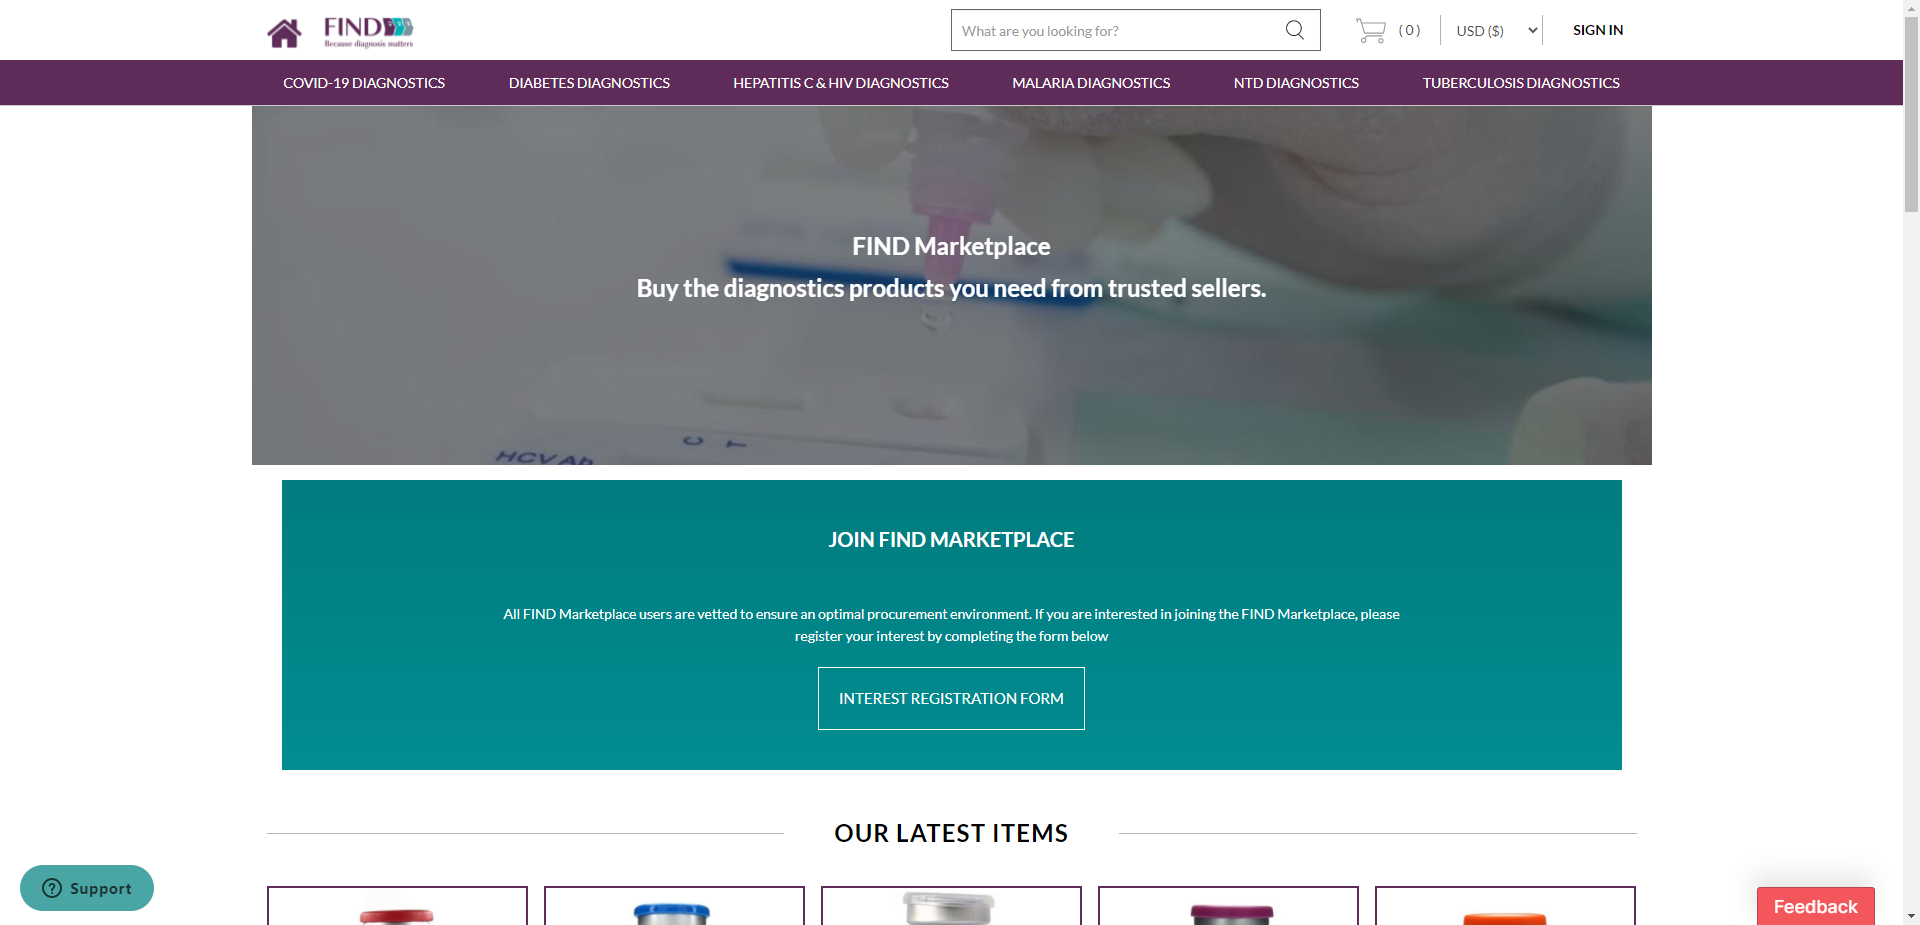 FIND
Because diagnosis matters
What are you looking for?
( 0 )
USD ($)
SIGN IN
COVID-19 DIAGNOSTICS
DIABETES DIAGNOSTICS
HEPATITIS C & HIV DIAGNOSTICS
MALARIA DIAGNOSTICS
NTD DIAGNOSTICS
TUBERCULOSIS DIAGNOSTICS
FIND Marketplace
Buy the diagnostics products you need from trusted sellers.
C T
HCV Ab
JOIN FIND MARKETPLACE
All FIND Marketplace users are vetted to ensure an optimal procurement environment. If you are interested in joining the FIND Marketplace, please
register your interest by completing the form below
INTEREST REGISTRATION FORM
OUR LATEST ITEMS
Support
Feedback